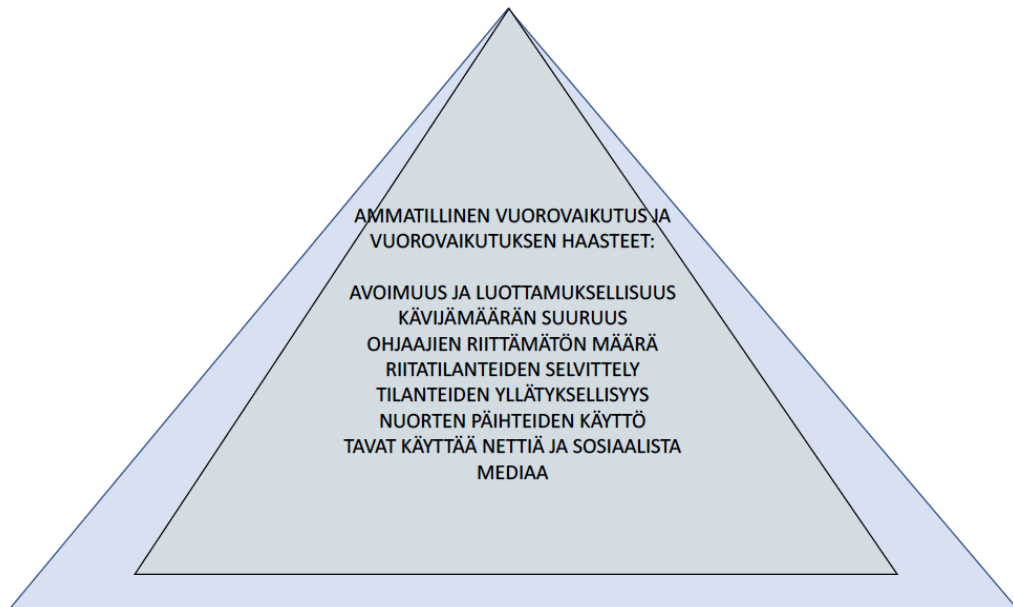 AMMATILLINEN VUOROVAIKUTUS JA
VUOROVAIKUTUKSEN HAASTEET:
AVOIMUUS JA LUOTTAMUKSELLISUUS
KÄVIJÄMÄÄRÄN SUURUUS
OHJAAJIEN RIITTÄMÄTÖN MÄÄRÄ
RIITATILANTEIDEN SELVITTELY
TILANTEIDEN YLLÄTYKSELLISYYS
NUORTEN PÄIHTEIDEN KÄYTTÖ
TAVAT KÄYTTÄÄ NETTIÄ JA SOSIAALISTA
MEDIAA